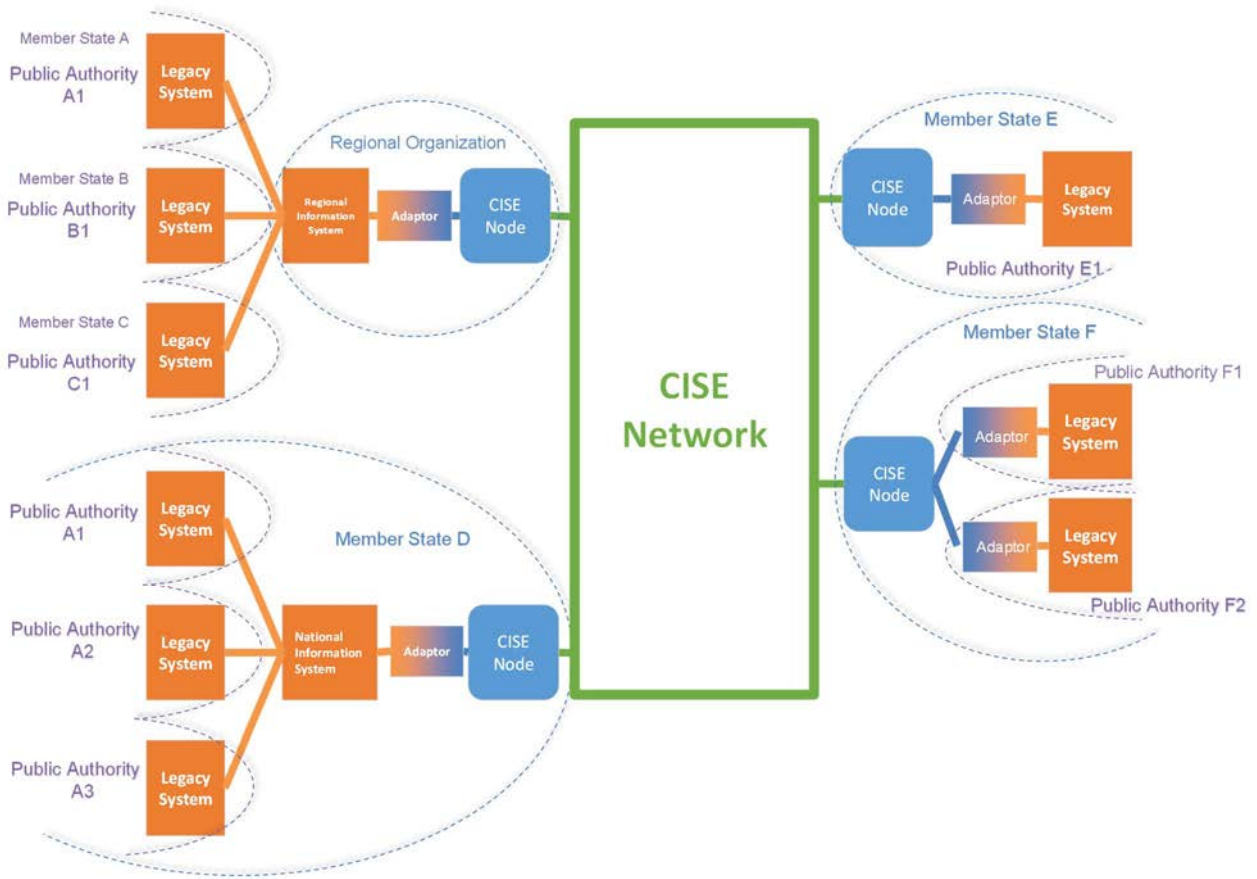 Member State A
Public Authority
A1
Legacy
System
Member State B
Public Authority
B1
Legacy
System
Member State C
Public Authority
C1
Legacy
System
Regional Organization
Regional
Information
System
Adaptor
CISE
Node
Public Authority
A1
Legacy
System
Public Authority
A2
Legacy
System
Public Authority
A3
Legacy
System
Member State D
National
Information
System
Adaptor
CISE
Node
CISE
Network
Member State E
CISE
Node
Adaptor
Legacy
System
Public Authority E1
Member State F
Public Authority F1
CISE
Node
Adaptor
Legacy
System
Adaptor
Legacy
System
Public Authority F2